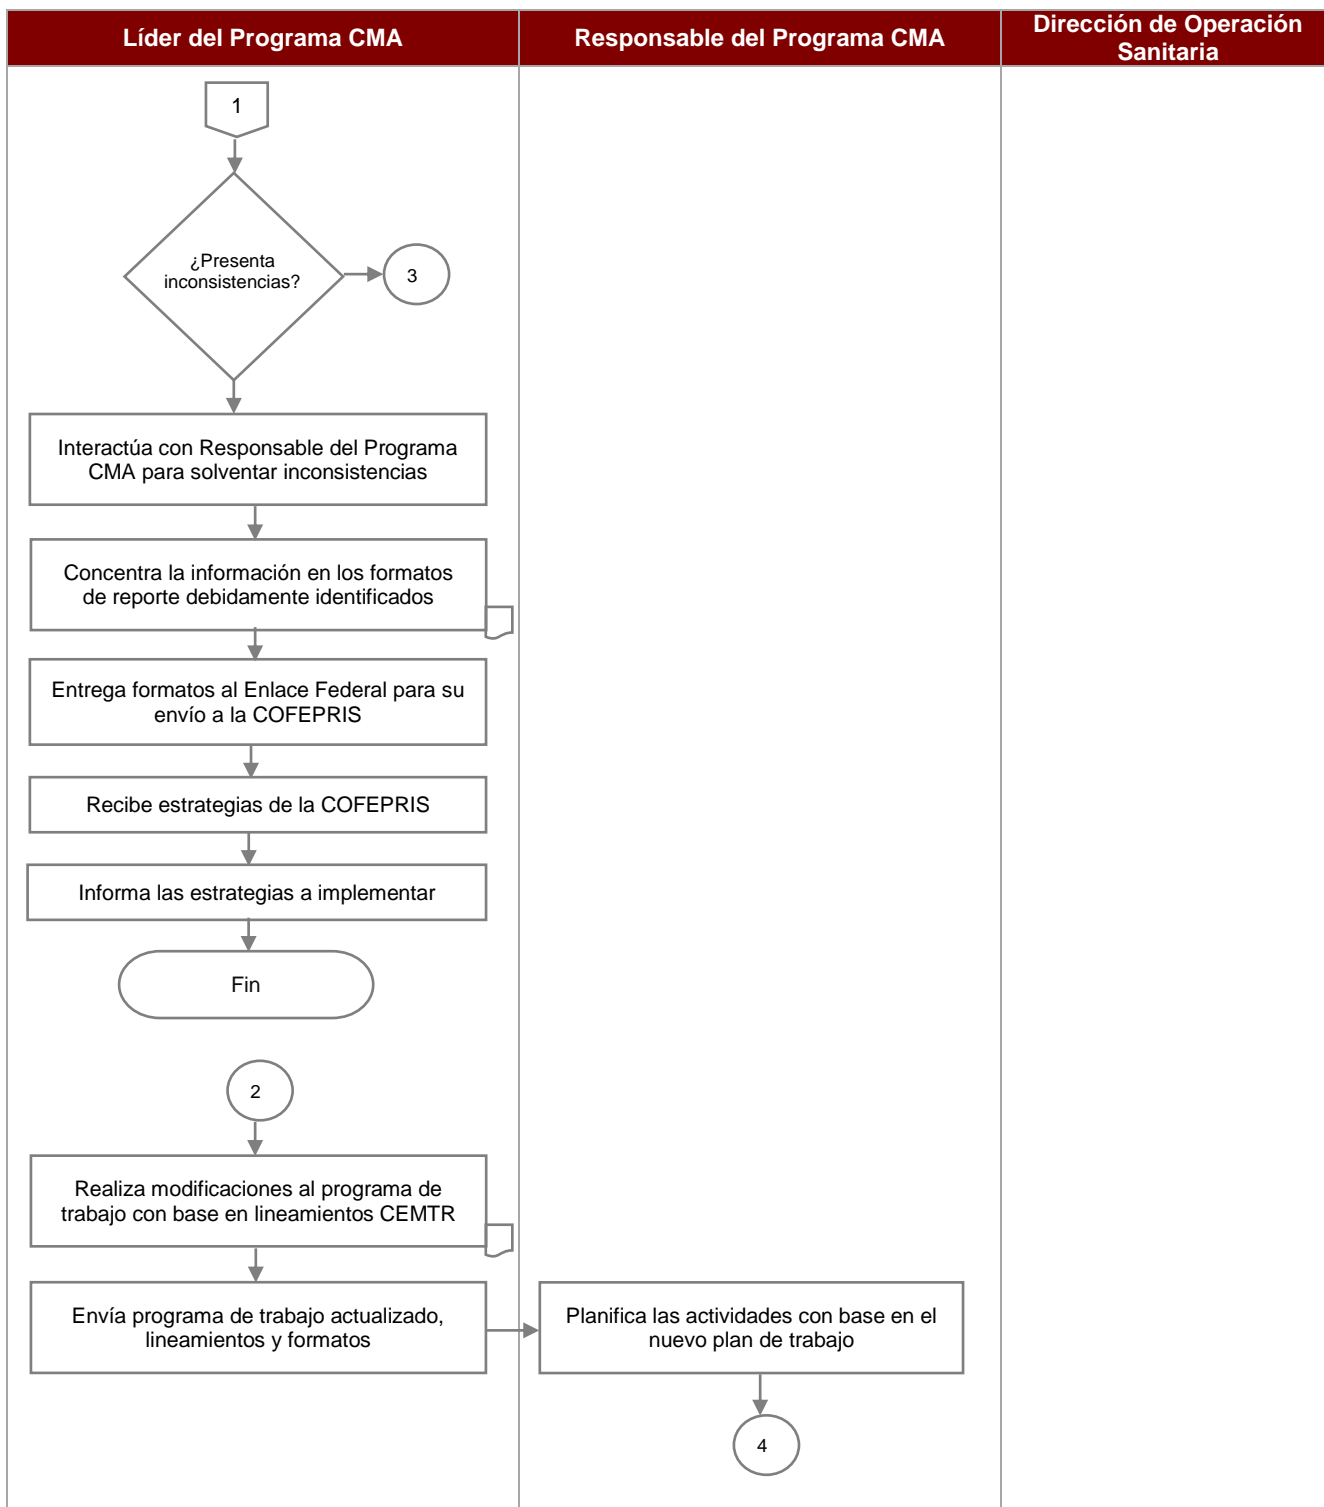 Líder del Programa CMA
Responsable del Programa CMA
Dirección de Operación
Sanitaria
1
¿Presenta
inconsistencias?
3
Interactúa con Responsable del Programa
CMA para solventar inconsistencias
Concentra la información en los formatos
de reporte debidamente identificados
Entrega formatos al Enlace Federal para su
envío a la COFEPRIS
Recibe estrategias de la COFEPRIS
Informa las estrategias a implementar
Fin
2
Realiza modificaciones al programa de
trabajo con base en lineamientos CEMTR
Envía programa de trabajo actualizado,
lineamientos y formatos
Planifica las actividades con base en el
nuevo plan de trabajo
4